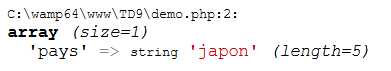 C:\wamp64\www\TD9\demo.php:2:
array (size=1)
'pays' => string 'japon' (length=5)